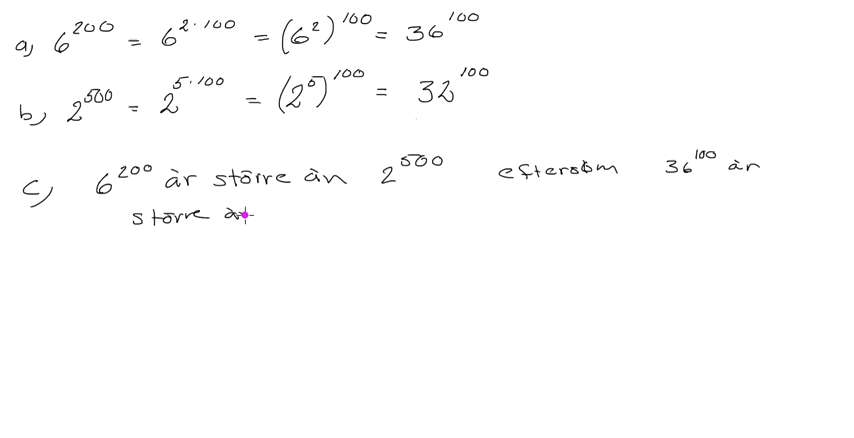 a) 6^200 = 6^2·100 = (6^2)^100 = 36^100
b) 2^500 = 2^5·100 = (2^5)^100 = 32^100
c) 6^200 är större än 2^500 eftersom 36^100 är
större